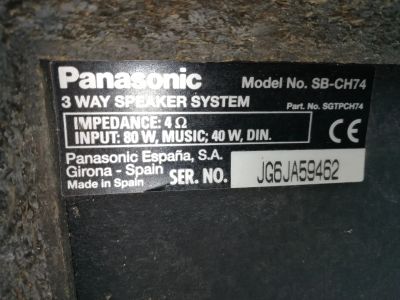 Panasonic Model No. SB-CH74
3 WAY SPEAKER SYSTEM Part. No. SGTPCH74
IMPEDANCE: 4 Ω
INPUT: 80 W, MUSIC; 40 W, DIN.
CE
Panasonic España, S.A.
Girona - Spain
Made in Spain
SER. NO. JG6JA59462